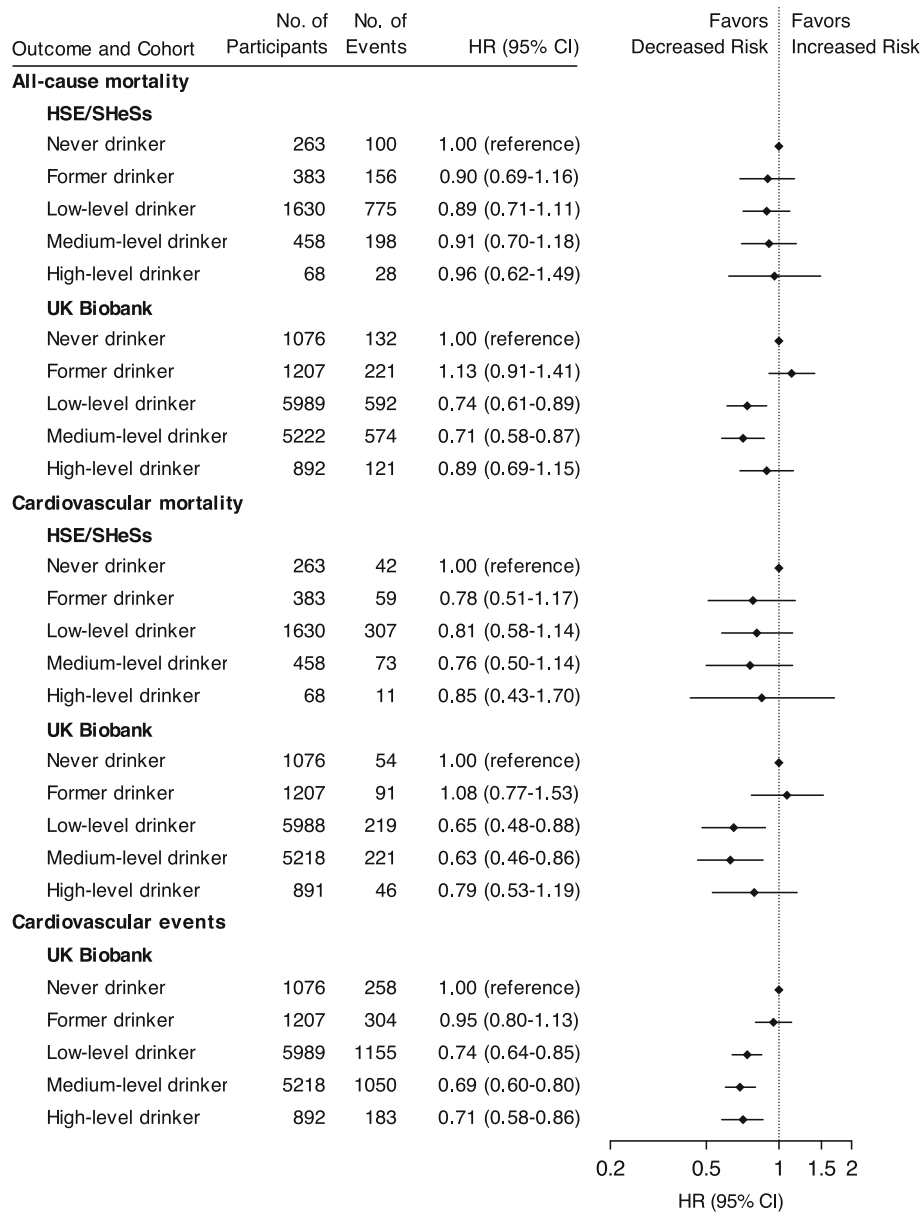 No. of No. of Favors Favors
Outcome and Cohort Participants Events HR (95% CI) Decreased Risk Increased Risk
All-cause mortality
HSE/SHeSs
Never drinker 263 100 1.00 (reference)
Former drinker 383 156 0.90 (0.69-1.16)
Low-level drinker 1630 775 0.89 (0.71-1.11)
Medium-level drinker 458 198 0.91 (0.70-1.18)
High-level drinker 68 28 0.96 (0.62-1.49)
UK Biobank
Never drinker 1076 132 1.00 (reference)
Former drinker 1207 221 1.13 (0.91-1.41)
Low-level drinker 5989 592 0.74 (0.61-0.89)
Medium-level drinker 5222 574 0.71 (0.58-0.87)
High-level drinker 892 121 0.89 (0.69-1.15)
Cardiovascular mortality
HSE/SHeSs
Never drinker 263 42 1.00 (reference)
Former drinker 383 59 0.78 (0.51-1.17)
Low-level drinker 1630 307 0.81 (0.58-1.14)
Medium-level drinker 458 73 0.76 (0.50-1.14)
High-level drinker 68 11 0.85 (0.43-1.70)
UK Biobank
Never drinker 1076 54 1.00 (reference)
Former drinker 1207 91 1.08 (0.77-1.53)
Low-level drinker 5988 219 0.65 (0.48-0.88)
Medium-level drinker 5218 221 0.63 (0.46-0.86)
High-level drinker 891 46 0.79 (0.53-1.19)
Cardiovascular events
UK Biobank
Never drinker 1076 258 1.00 (reference)
Former drinker 1207 304 0.95 (0.80-1.13)
Low-level drinker 5989 1155 0.74 (0.64-0.85)
Medium-level drinker 5218 1050 0.69 (0.60-0.80)
High-level drinker 892 183 0.71 (0.58-0.86)
0.2 0.5 1 1.5 2
HR (95% CI)